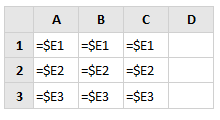 A B C D
1 =$E1 =$E1 =$E1
2 =$E2 =$E2 =$E2
3 =$E3 =$E3 =$E3